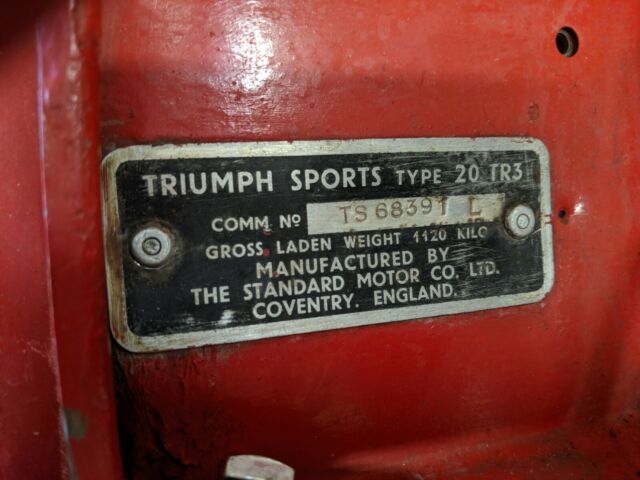 TRIUMPH SPORTS TYPE 20 TR3
COMM. Nº TS 68391 L
GROSS LADEN WEIGHT 1120 KILO
MANUFACTURED BY
THE STANDARD MOTOR CO. LTD.
COVENTRY. ENGLAND.